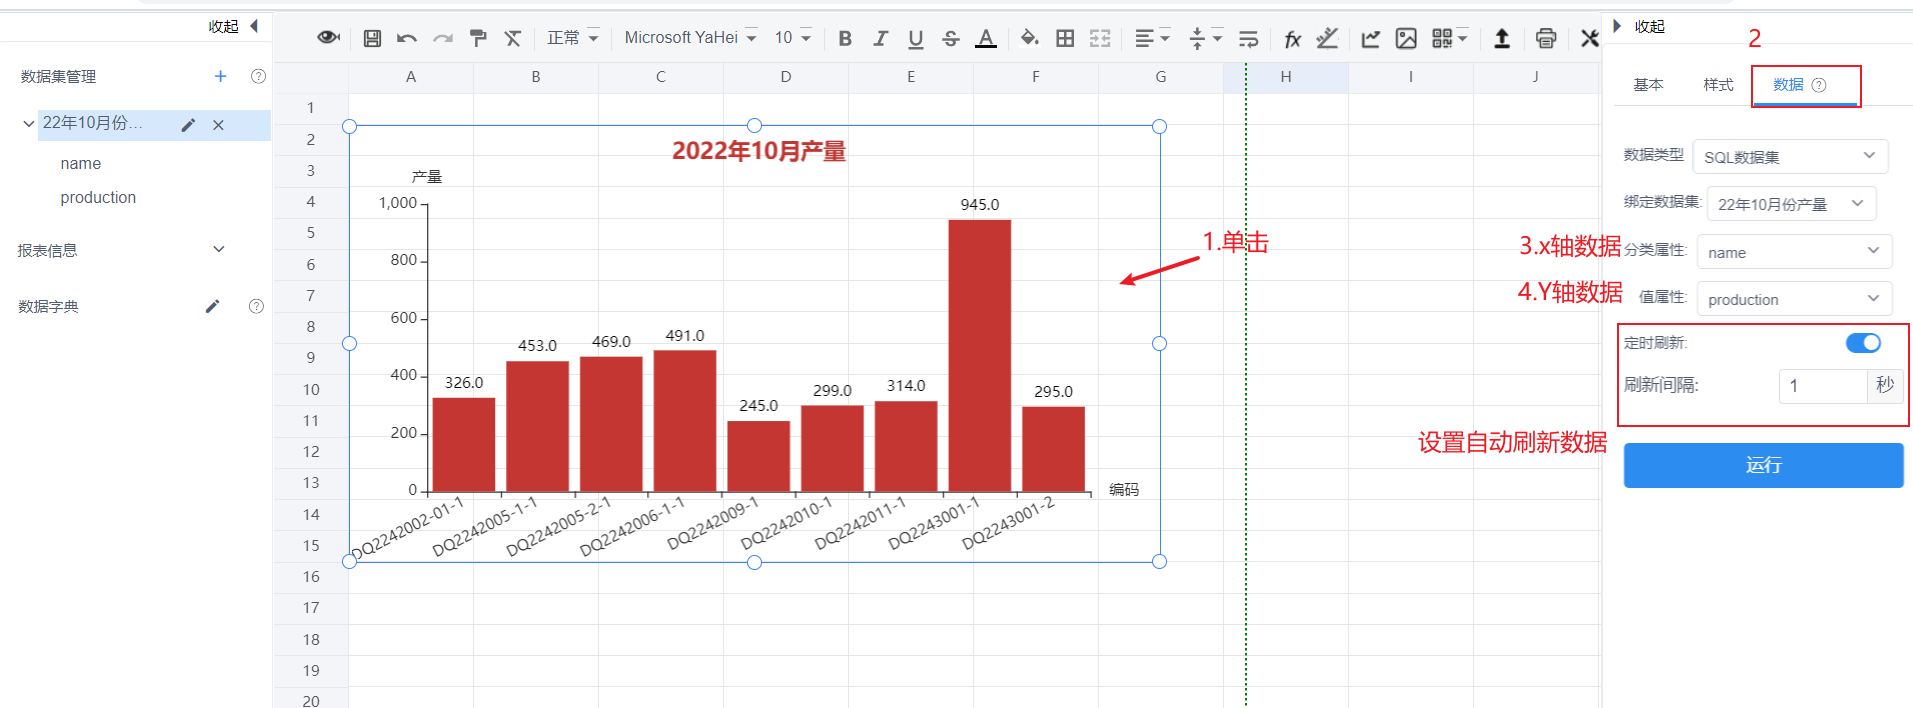 收起
数据集管理
22年10月份...
name
production
报表信息
数据字典
正常
Microsoft YaHei
10
B I U S A
fx
A B C D E F G H I J
1
2
3
4
5
6
7
8
9
10
11
12
13
14
15
16
17
18
19
20
2022年10月产量
产量
1,000
800
600
400
200
0
326.0
453.0
469.0
491.0
245.0
299.0
314.0
945.0
295.0
DQ2242002-01-1
DQ2242005-1-1
DQ2242005-2-1
DQ2242006-1-1
DQ2242009-1
DQ2242010-1
DQ2242011-1
DQ2243001-1
DQ2243001-2
编码
1.单击
收起
2
基本
样式
数据
数据类型 SQL数据集
绑定数据集: 22年10月份产量
3.x轴数据 分类属性: name
4.Y轴数据 值属性: production
定时刷新:
刷新间隔: 1 秒
设置自动刷新数据
运行